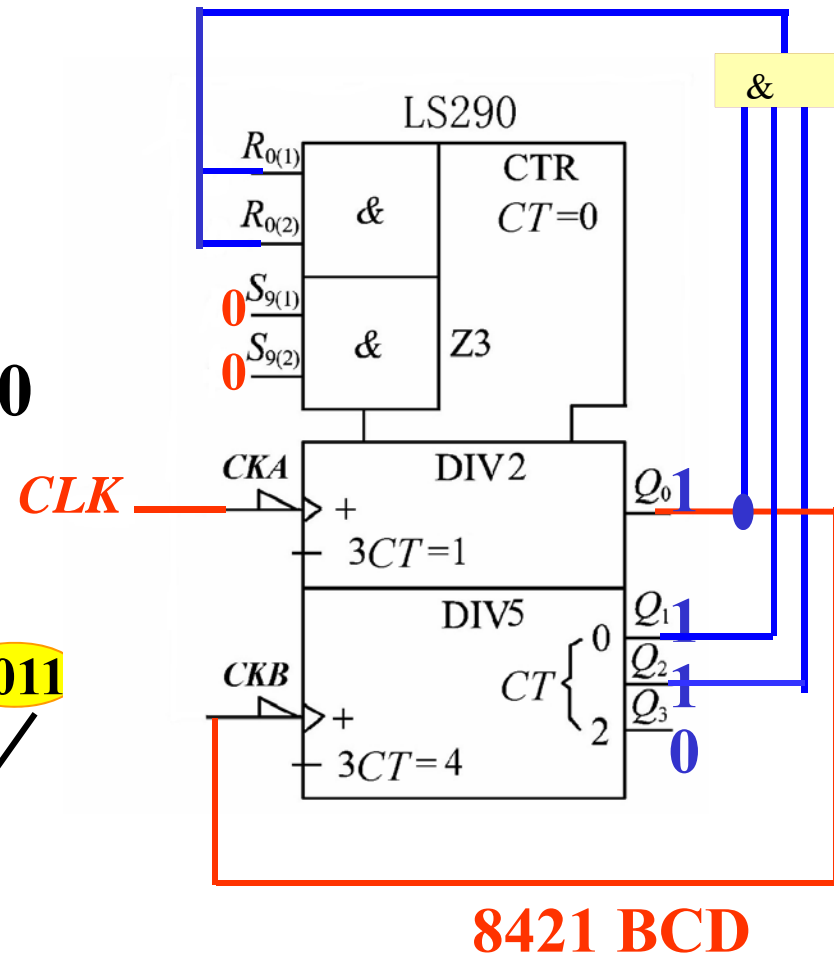 &
LS290
R0(1)
CTR
&
CT=0
R0(2)
0 S9(1)
&
Z3
0 S9(2)
0
CKA
DIV2
CLK
+
Q0 1
3CT=1
DIV5
Q1 1
0
011
CKB
CT
Q2 1
+
Q3
2
0
3CT=4
8421 BCD